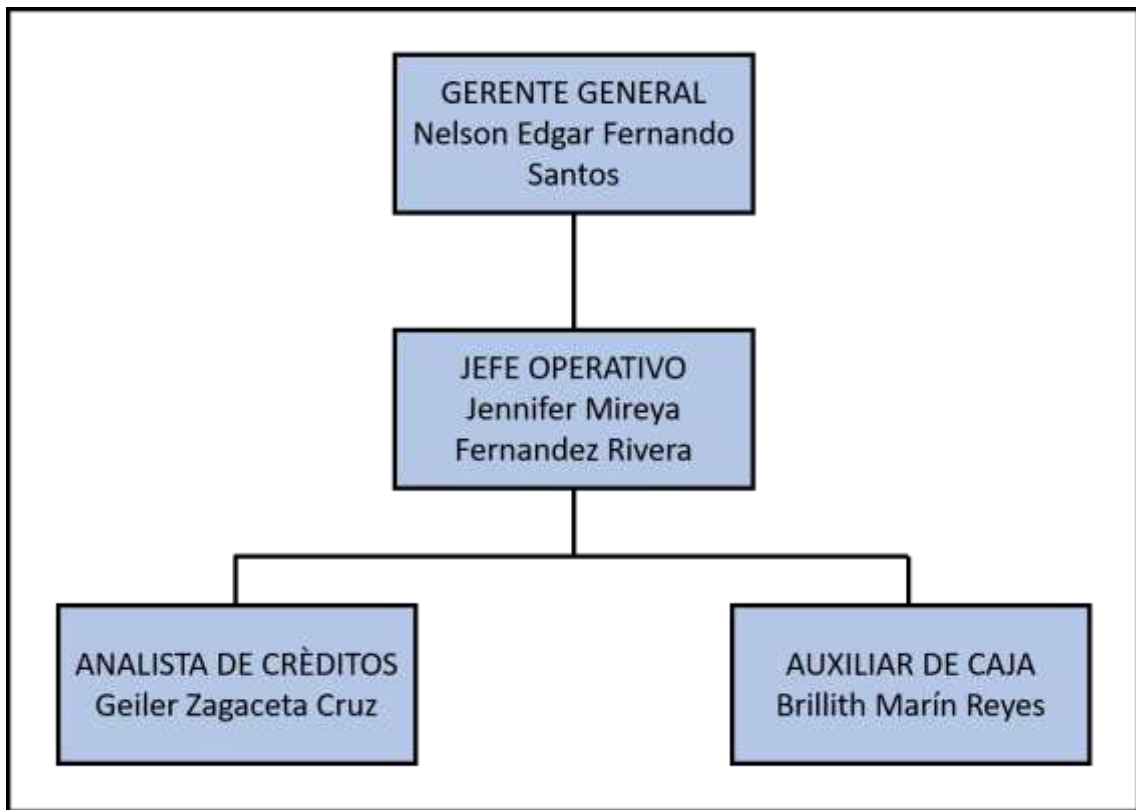 GERENTE GENERAL
Nelson Edgar Fernando
Santos
JEFE OPERATIVO
Jennifer Mireya
Fernandez Rivera
ANALISTA DE CRÈDITOS
Geiler Zagaceta Cruz
AUXILIAR DE CAJA
Brillith Marín Reyes